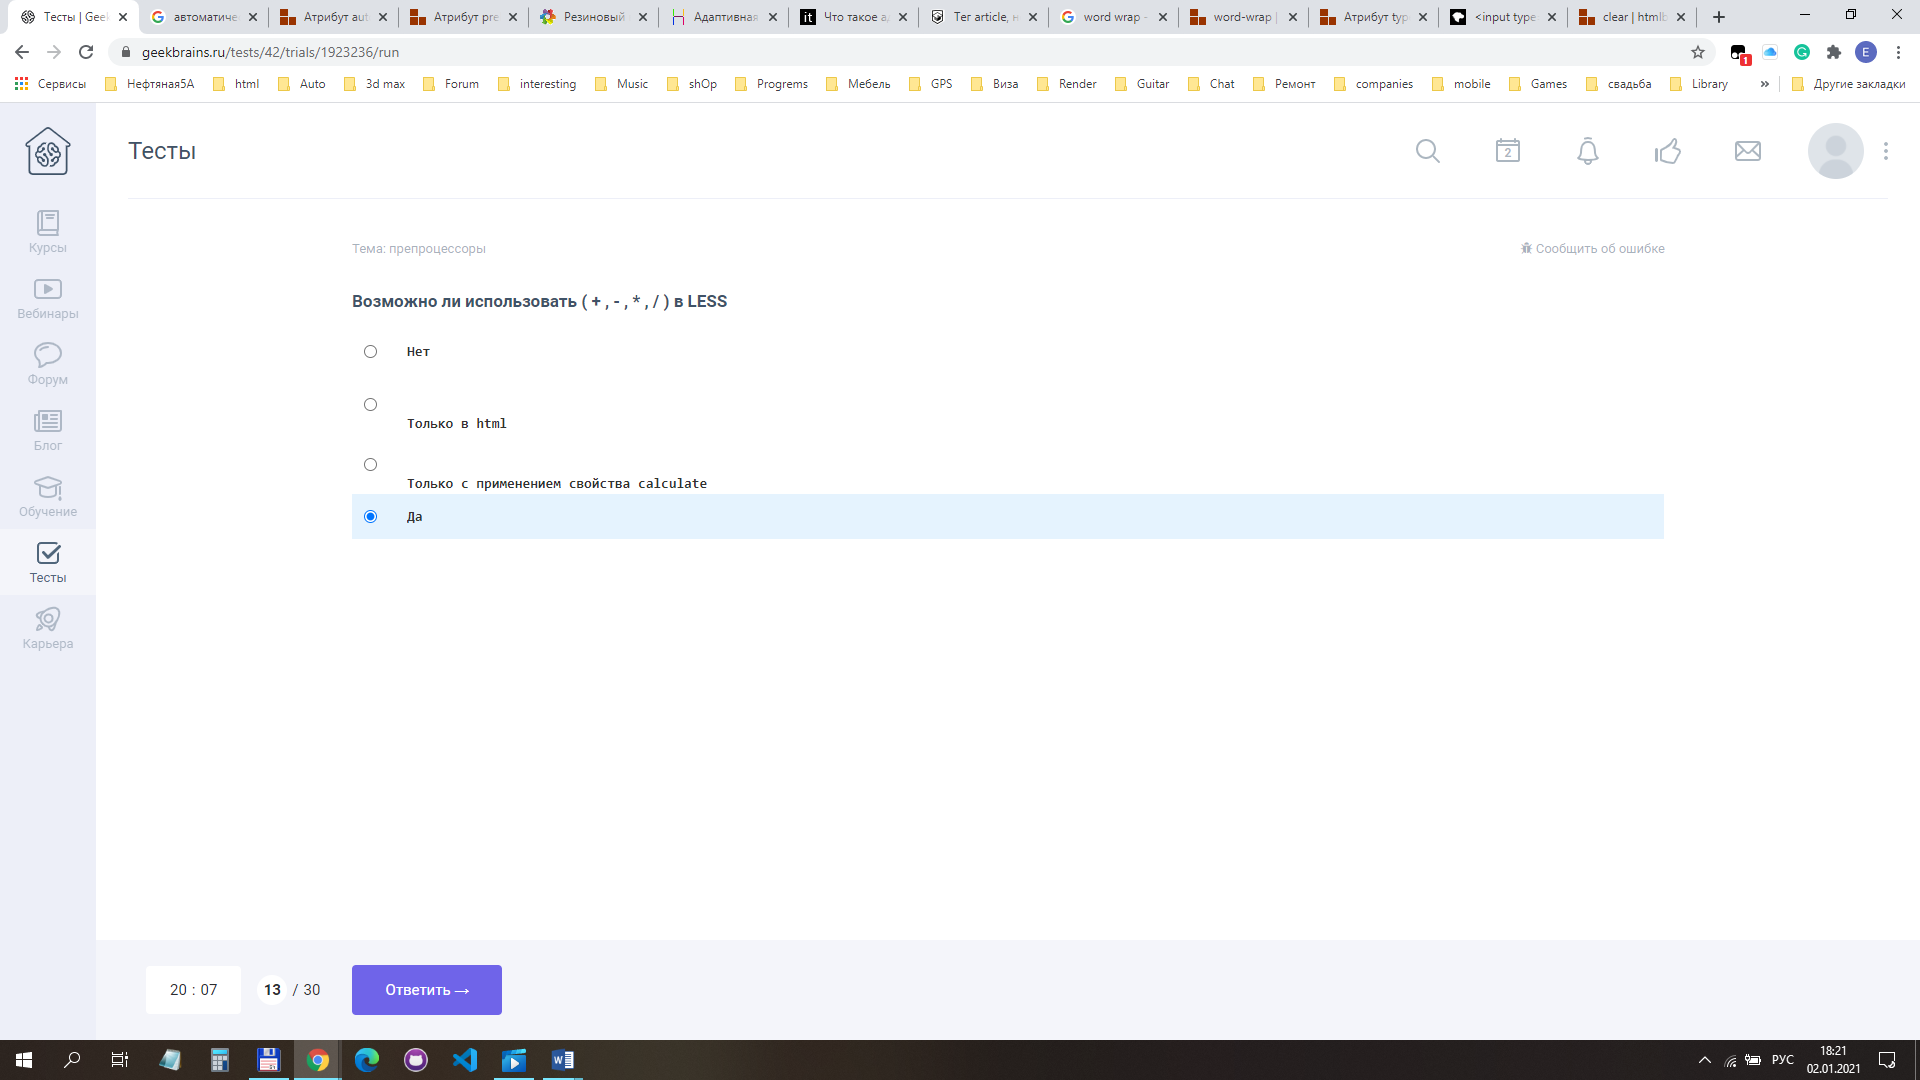 Тесты | Geek
автоматиче
Атрибут aut
Атрибут pre
Резиновый
Адаптивная
Что такое а
Тег article, н
word wrap -
word-wrap |
Атрибут typ
<input type
clear | htmlb
geekbrains.ru/tests/42/trials/1923236/run
1
E
Сервисы
Нефтяная5А
html
Auto
3d max
Forum
interesting
Music
shOp
Progrems
Мебель
GPS
Виза
Render
Guitar
Chat
Ремонт
companies
mobile
Games
свадьба
Library
»
Другие закладки
Тесты
2
Курсы
Вебинары
Форум
Блог
Обучение
Тесты
Карьера
Тема: препроцессоры
Сообщить об ошибке
Возможно ли использовать ( + , - , * , / ) в LESS
Нет
Только в html
Только с применением свойства calculate
Да
20 : 07
13 / 30
Ответить →
РУС
18:21
02.01.2021